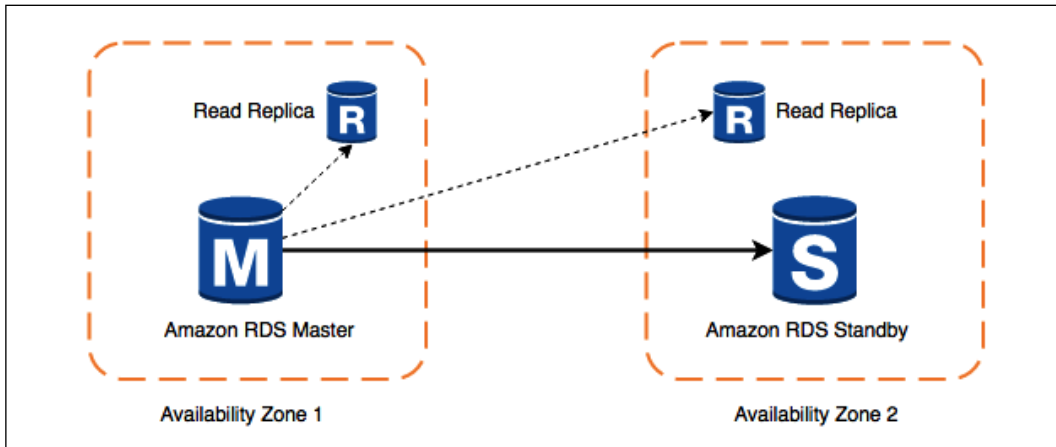 Read Replica
R
R
Read Replica
M
S
Amazon RDS Master
Amazon RDS Standby
Availability Zone 1
Availability Zone 2